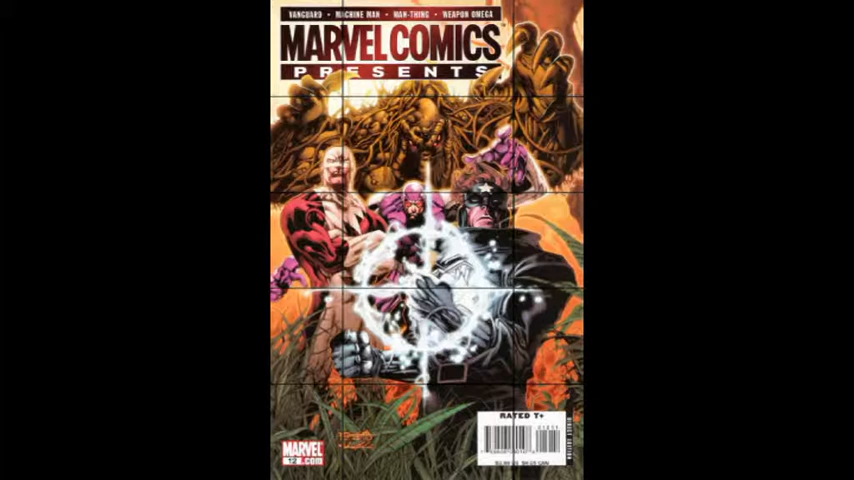 VANGUARD • MACHINE MAN • MAN-THING • WEAPON OMEGA
MARVEL COMICS
PRESENTS
RATED T+
MARVEL
12 .com